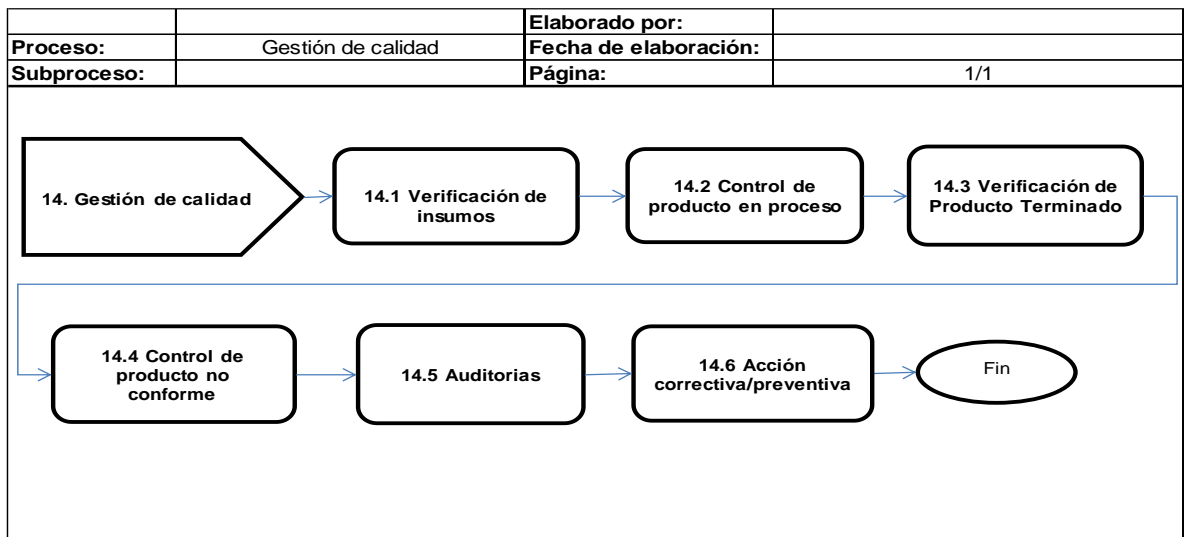 Elaborado por:
Proceso: Gestión de calidad Fecha de elaboración:
Subproceso: Página: 1/1
14. Gestión de calidad
14.1 Verificación de
insumos
14.2 Control de
producto en proceso
14.3 Verificación de
Producto Terminado
14.4 Control de
producto no
conforme
14.5 Auditorias
14.6 Acción
correctiva/preventiva
Fin